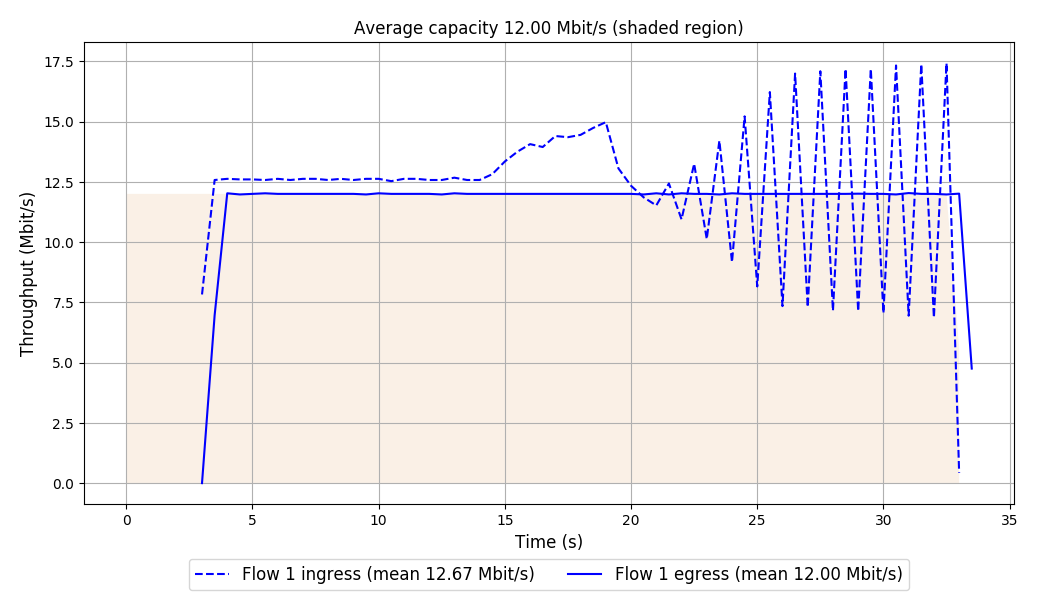 Average capacity 12.00 Mbit/s (shaded region)
Throughput (Mbit/s)
17.5
15.0
12.5
10.0
7.5
5.0
2.5
0.0
0 5 10 15 20 25 30 35
Time (s)
Flow 1 ingress (mean 12.67 Mbit/s) Flow 1 egress (mean 12.00 Mbit/s)